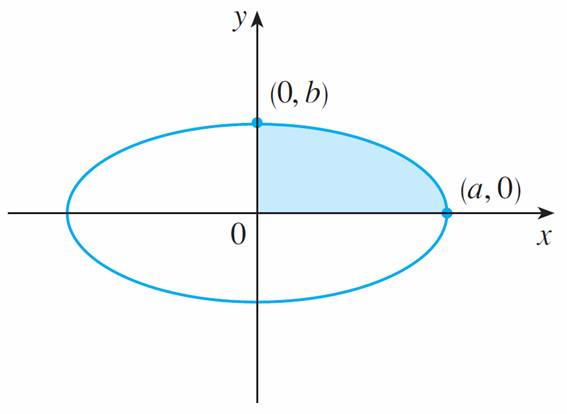 y
(0, b)
(a, 0)
0
x